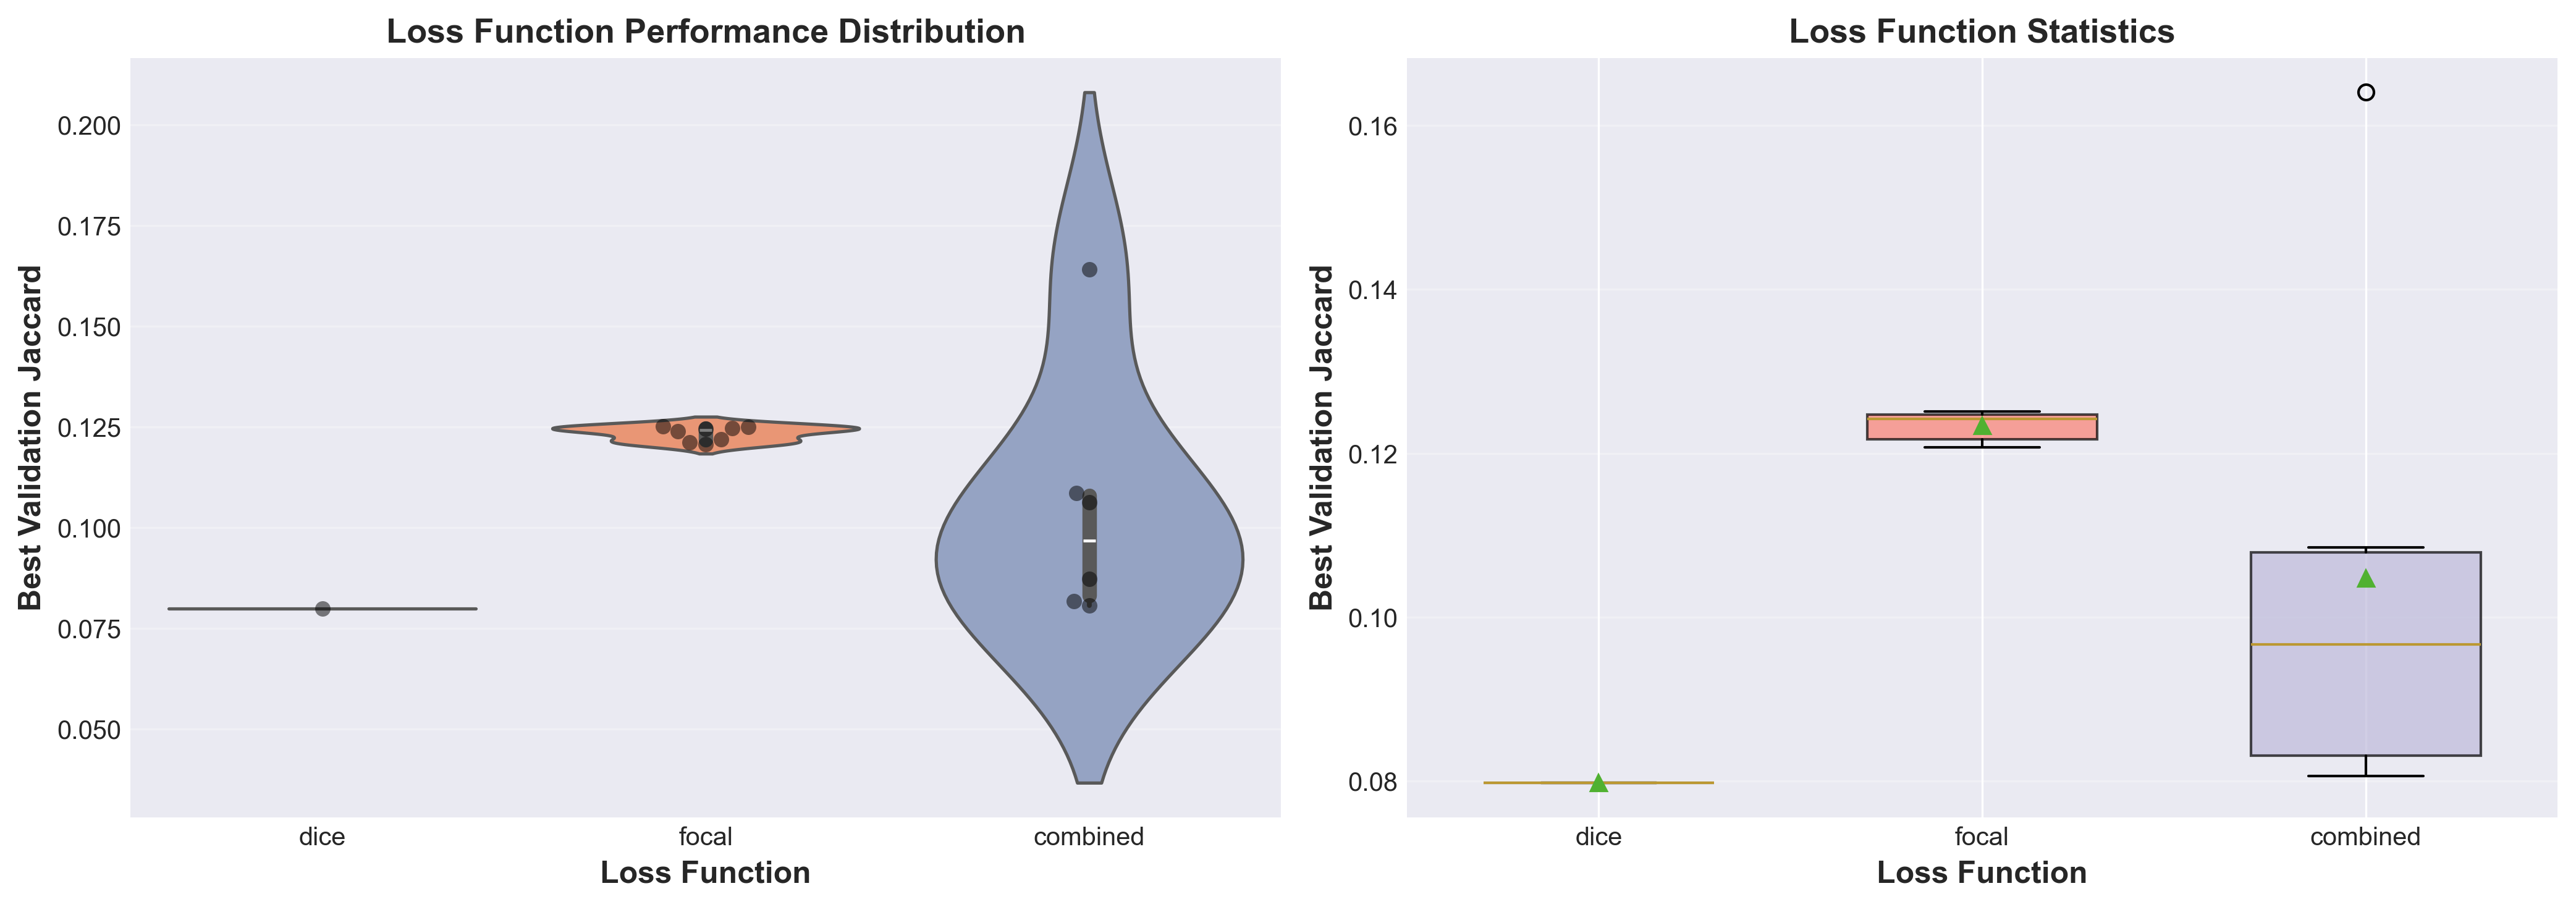 Loss Function Performance Distribution
Best Validation Jaccard
0.200
0.175
0.150
0.125
0.100
0.075
0.050
dice focal combined
Loss Function
Loss Function Statistics
Best Validation Jaccard
0.16
0.14
0.12
0.10
0.08
dice focal combined
Loss Function